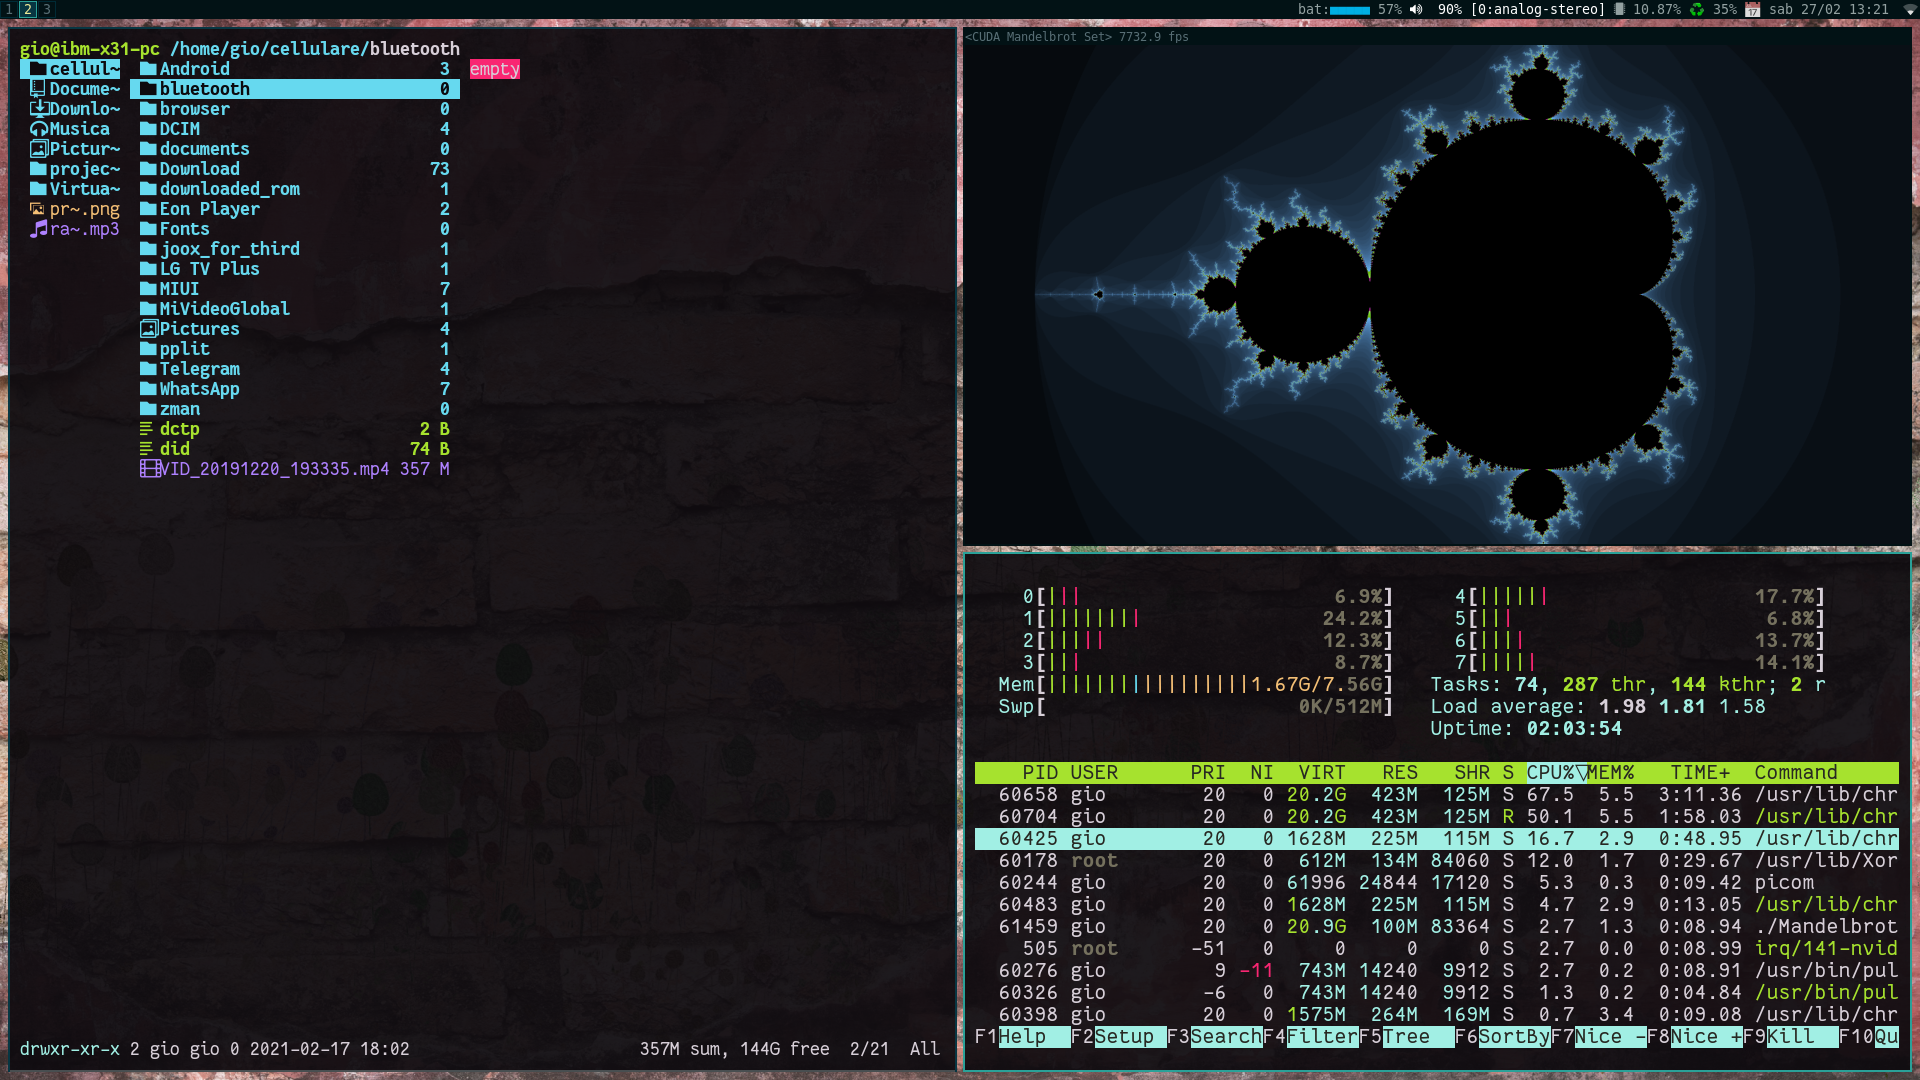 1 2 3
bat: 57% 90% [0:analog-stereo] 10.87% 35% 17 sab 27/02 13:21
gio@ibm-x31-pc /home/gio/cellulare/bluetooth
cellul~ Android 3 empty
Docume~ bluetooth 0
Downlo~ browser 0
Musica DCIM 4
Pictur~ documents 0
projec~ Download 73
Virtua~ downloaded_rom 1
pr~.png Eon Player 2
ra~.mp3 Fonts 0
joox_for_third 1
LG TV Plus 1
MIUI 7
MiVideoGlobal 1
Pictures 4
pplit 1
Telegram 4
WhatsApp 7
zman 0
dctp 2 B
did 74 B
VID_20191220_193335.mp4 357 M
drwxr-xr-x 2 gio gio 0 2021-02-17 18:02 357M sum, 144G free 2/21 All
<CUDA Mandelbrot Set> 7732.9 fps
0[||| 6.9%] 4[|||||| 17.7%]
1[|||||||| 24.2%] 5[||| 6.8%]
2[||||| 12.3%] 6[|||| 13.7%]
3[||| 8.7%] 7[||||| 14.1%]
Mem[|||||||||||||||||1.67G/7.56G] Tasks: 74, 287 thr, 144 kthr; 2 r
Swp[ 0K/512M] Load average: 1.98 1.81 1.58
Uptime: 02:03:54
PID USER PRI NI VIRT RES SHR S CPU%▽MEM% TIME+ Command
60658 gio 20 0 20.2G 423M 125M S 67.5 5.5 3:11.36 /usr/lib/chr
60704 gio 20 0 20.2G 423M 125M R 50.1 5.5 1:58.03 /usr/lib/chr
60425 gio 20 0 1628M 225M 115M S 16.7 2.9 0:48.95 /usr/lib/chr
60178 root 20 0 612M 134M 84060 S 12.0 1.7 0:29.67 /usr/lib/Xor
60244 gio 20 0 61996 24844 17120 S 5.3 0.3 0:09.42 picom
60483 gio 20 0 1628M 225M 115M S 4.7 2.9 0:13.05 /usr/lib/chr
61459 gio 20 0 20.9G 100M 83364 S 2.7 1.3 0:08.94 ./Mandelbrot
505 root -51 0 0 0 0 S 2.7 0.0 0:08.99 irq/141-nvid
60276 gio 9 -11 743M 14240 9912 S 2.7 0.2 0:08.91 /usr/bin/pul
60326 gio -6 0 743M 14240 9912 S 1.3 0.2 0:04.84 /usr/bin/pul
60398 gio 20 0 1575M 264M 169M S 0.7 3.4 0:09.08 /usr/lib/chr
F1Help F2Setup F3SearchF4FilterF5Tree F6SortByF7Nice -F8Nice +F9Kill F10Qu